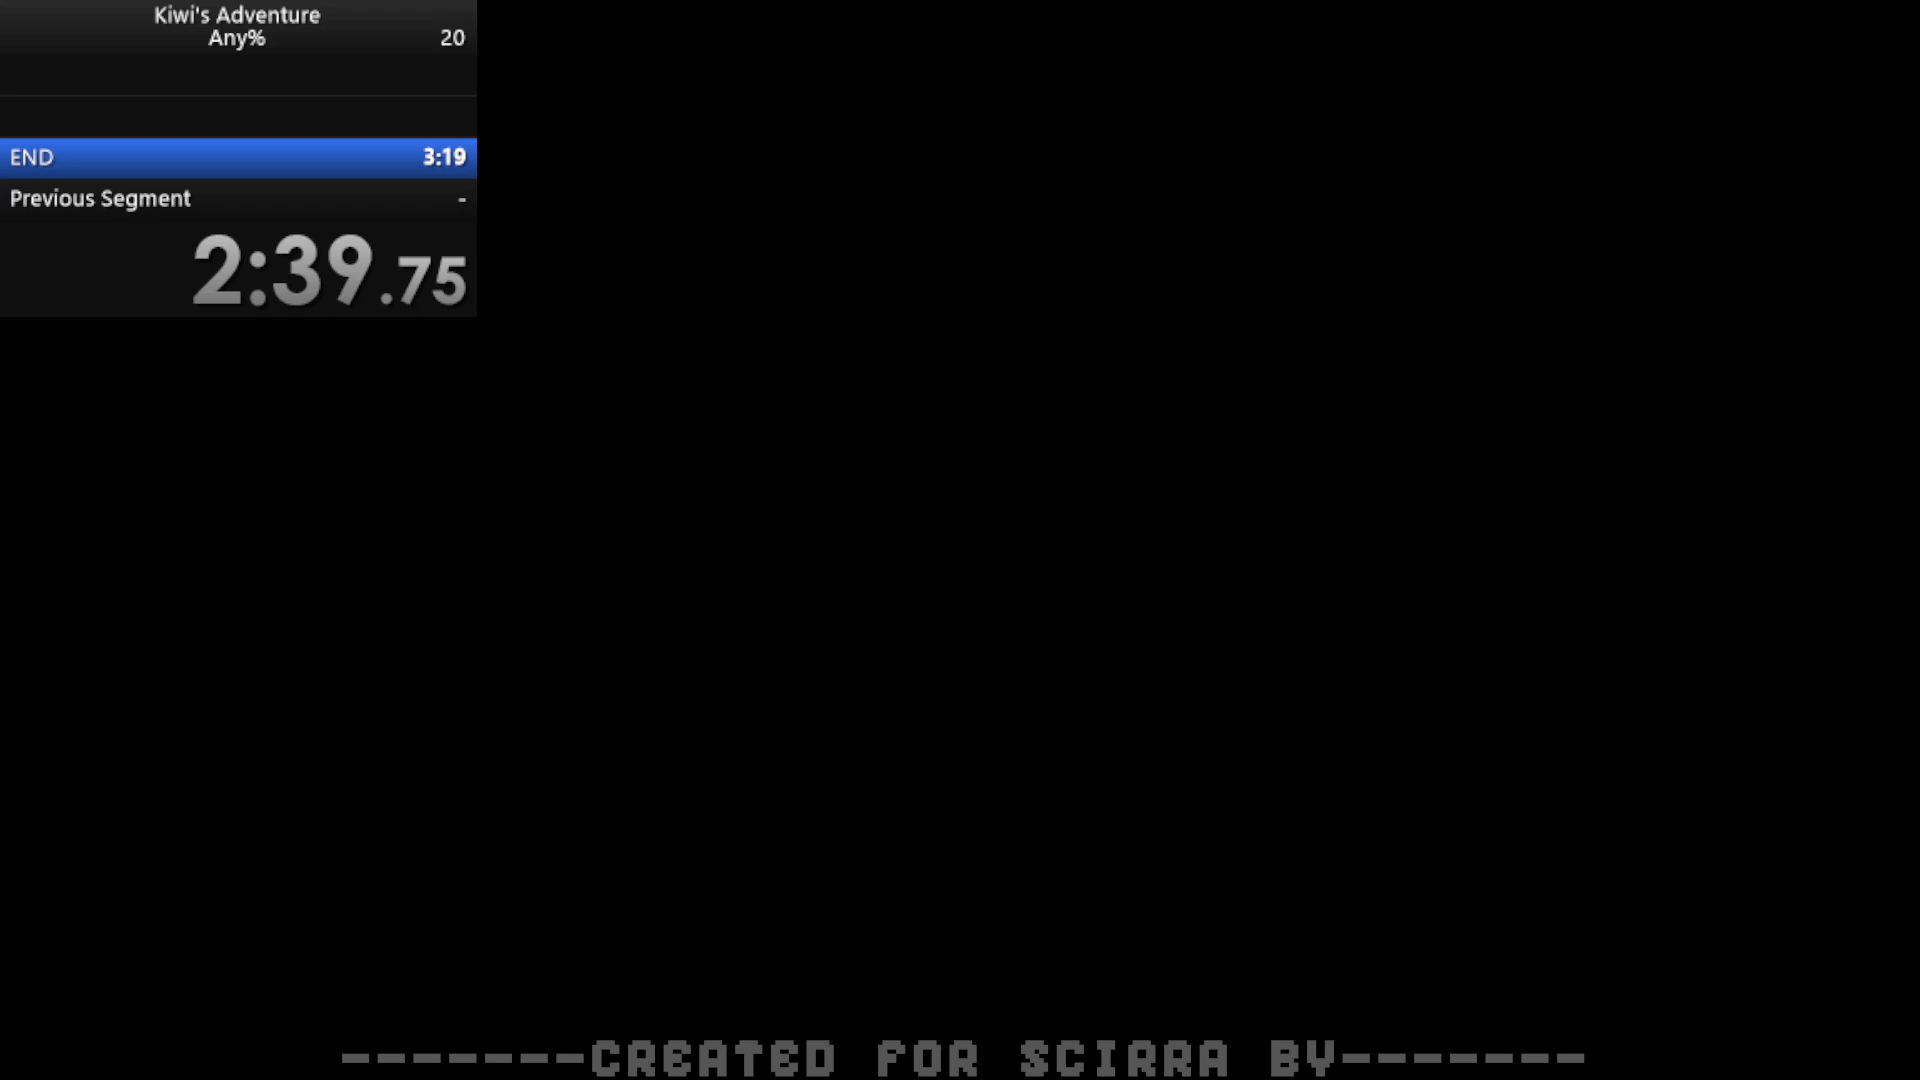 Kiwi's Adventure
Any% 20
END 3:19
Previous Segment -
2:39.75
-------CREATED FOR SCIRRA BY-------